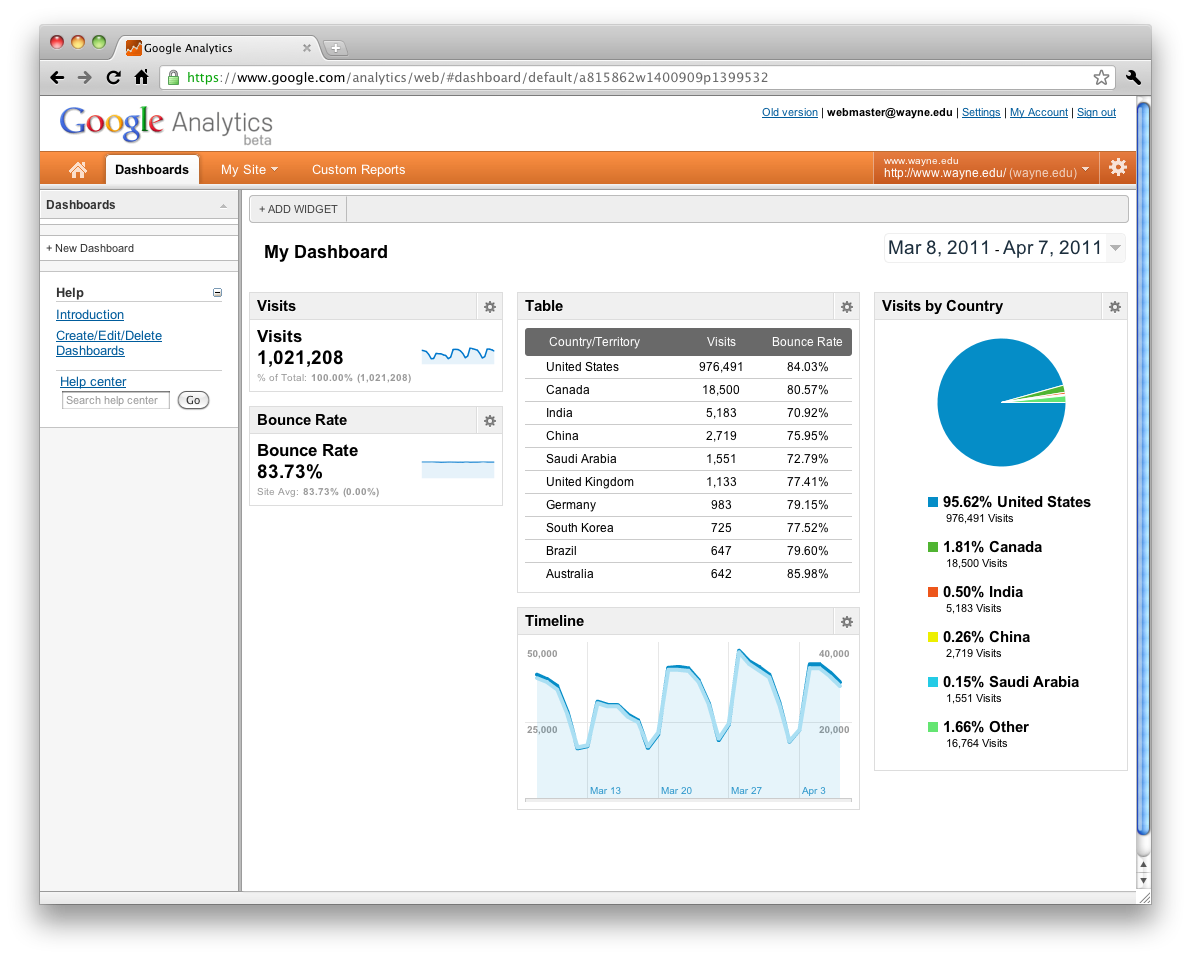 Google Analytics
https://www.google.com/analytics/web/#dashboard/default/a815862w1400909p1399532
Google Analytics
beta
Old version | webmaster@wayne.edu | Settings | My Account | Sign out
Dashboards
My Site
Custom Reports
www.wayne.edu
http://www.wayne.edu/ (wayne.edu)
Dashboards
+ New Dashboard
Help
Introduction
Create/Edit/Delete
Dashboards
Help center
Search help center
Go
+ ADD WIDGET
My Dashboard
Mar 8, 2011 - Apr 7, 2011
Visits
Visits
1,021,208
% of Total: 100.00% (1,021,208)
Bounce Rate
Bounce Rate
83.73%
Site Avg: 83.73% (0.00%)
Table
Country/Territory Visits Bounce Rate
United States 976,491 84.03%
Canada 18,500 80.57%
India 5,183 70.92%
China 2,719 75.95%
Saudi Arabia 1,551 72.79%
United Kingdom 1,133 77.41%
Germany 983 79.15%
South Korea 725 77.52%
Brazil 647 79.60%
Australia 642 85.98%
Timeline
50,000 40,000
25,000 20,000
Mar 13 Mar 20 Mar 27 Apr 3
Visits by Country
95.62% United States
976,491 Visits
1.81% Canada
18,500 Visits
0.50% India
5,183 Visits
0.26% China
2,719 Visits
0.15% Saudi Arabia
1,551 Visits
1.66% Other
16,764 Visits